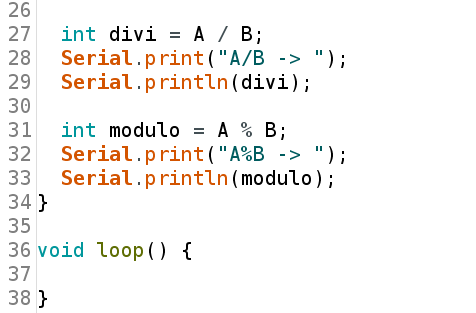 26
27 int divi = A / B;
28 Serial.print("A/B -> ");
29 Serial.println(divi);
30
31 int modulo = A % B;
32 Serial.print("A%B -> ");
33 Serial.println(modulo);
34 }
35
36 void loop() {
37
38 }